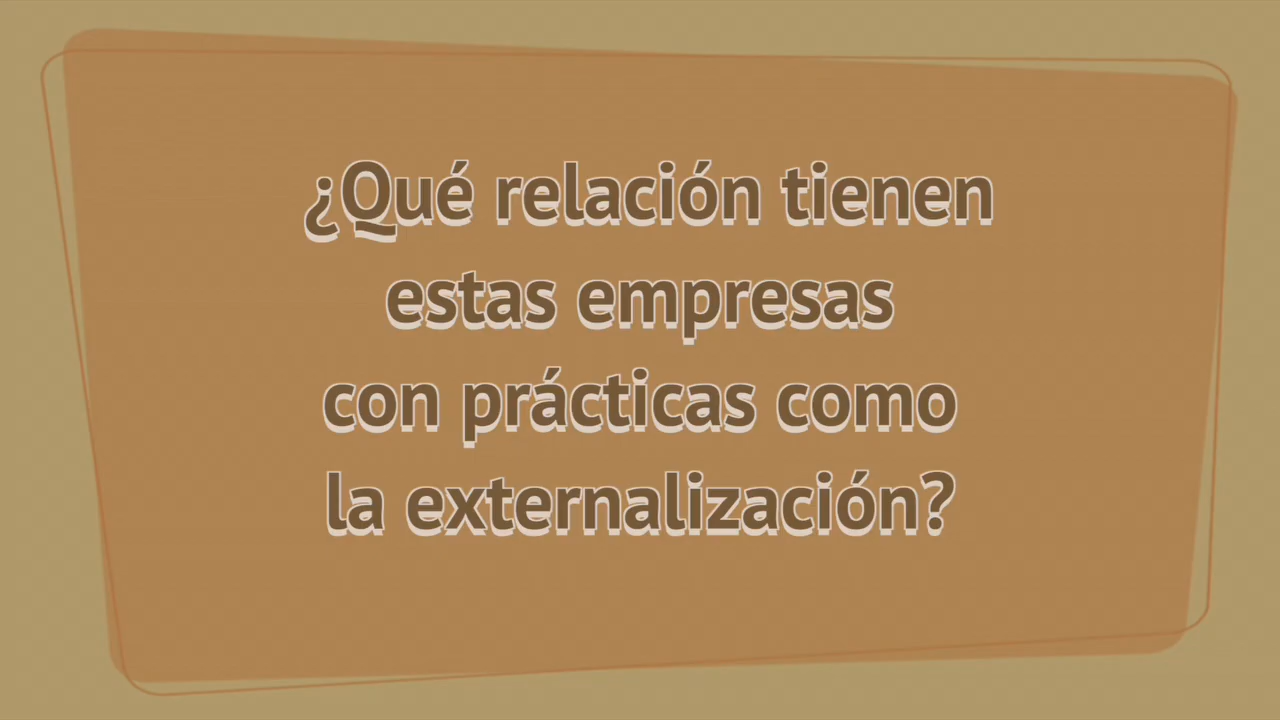 ¿Qué relación tienen
estas empresas
con prácticas como
la externalización?